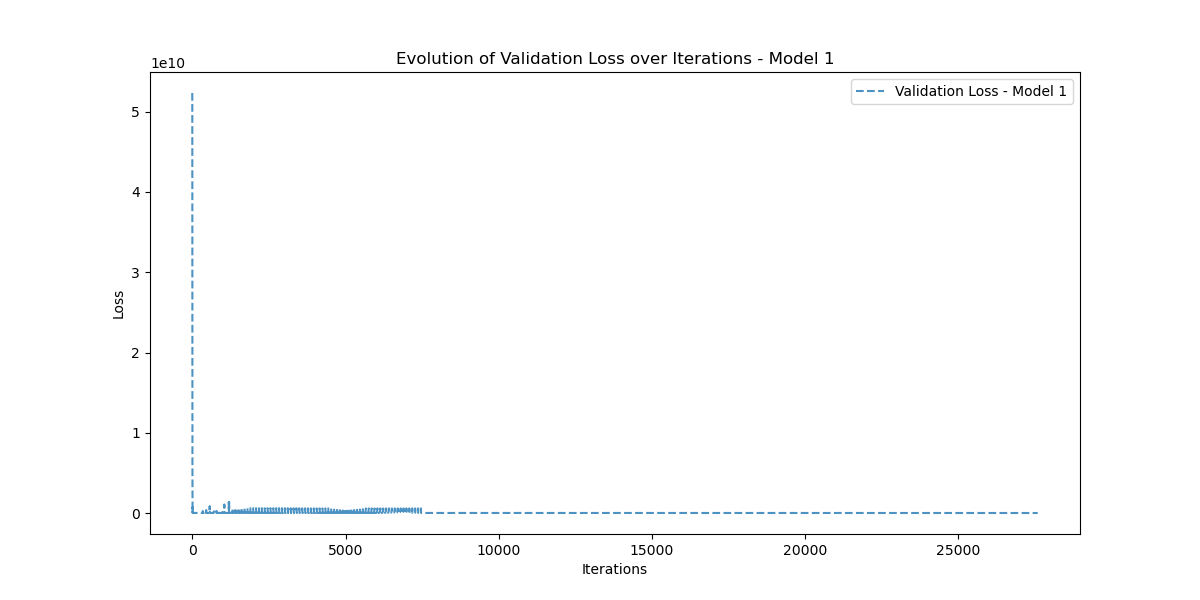 Evolution of Validation Loss over Iterations - Model 1
1e10
Validation Loss - Model 1
5
4
3
2
1
0
Loss
0 5000 10000 15000 20000 25000
Iterations